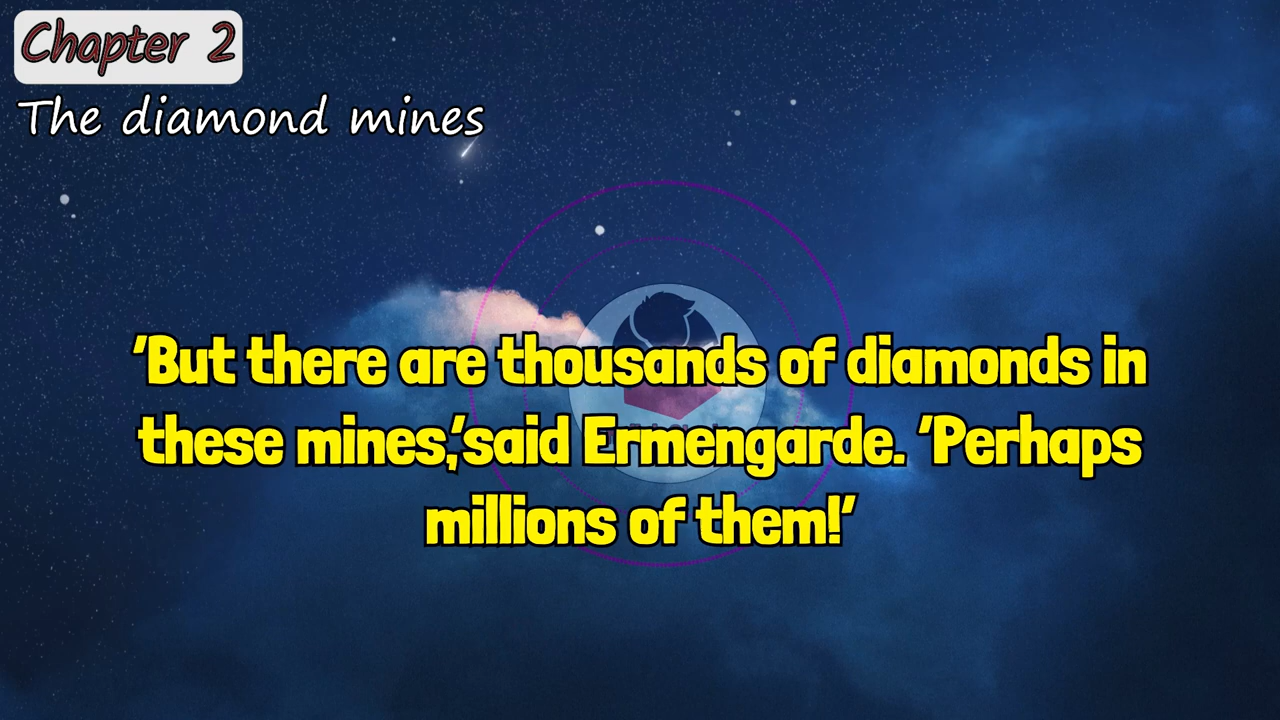 Chapter 2
The diamond mines
'But there are thousands of diamonds in
these mines,'said Ermengarde. 'Perhaps
millions of them!'